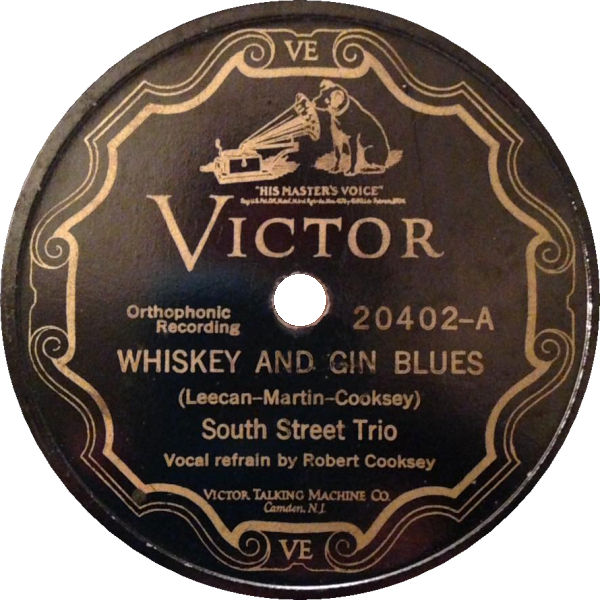 VE
"HIS MASTER'S VOICE"
VICTOR
Orthophonic
Recording
20402-A
WHISKEY AND GIN BLUES
(Leecan-Martin-Cooksey)
South Street Trio
Vocal refrain by Robert Cooksey
VICTOR TALKING MACHINE CO.
Camden, N.J.
VE